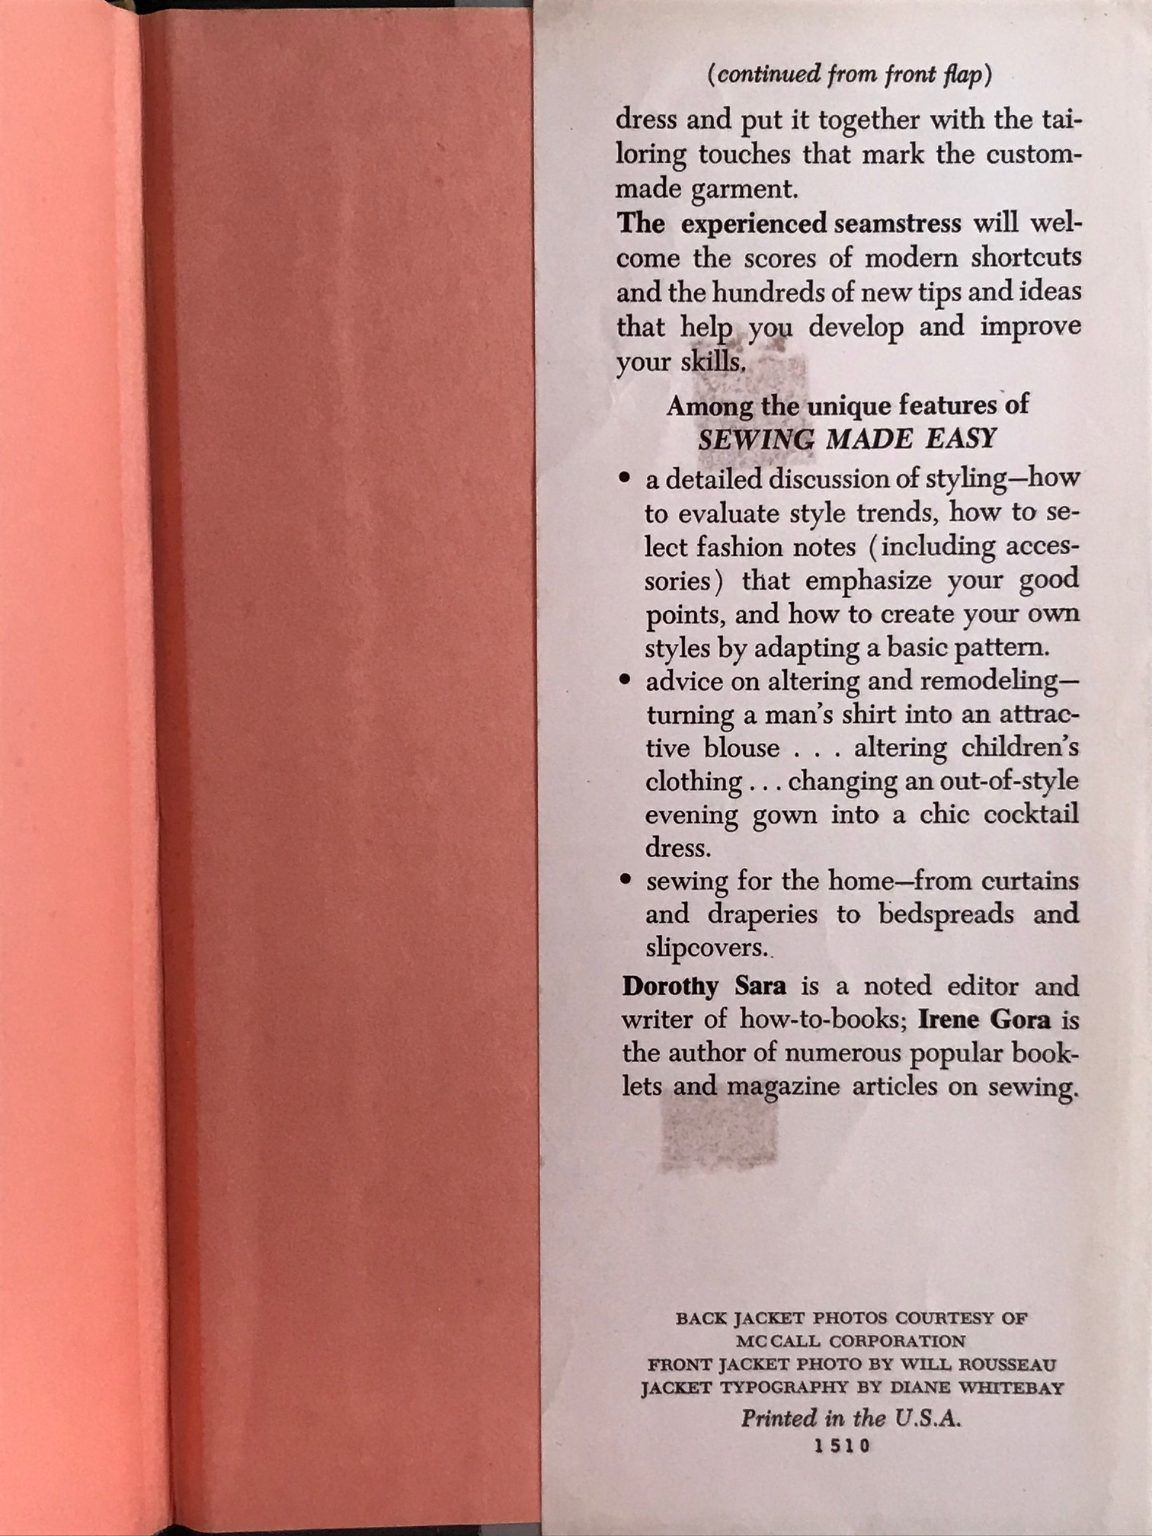 (continued from front flap)
dress and put it together with the tai-
loring touches that mark the custom-
made garment.
The experienced seamstress will wel-
come the scores of modern shortcuts
and the hundreds of new tips and ideas
that help you develop and improve
your skills.
Among the unique features of
SEWING MADE EASY
• a detailed discussion of styling—how
to evaluate style trends, how to se-
lect fashion notes (including acces-
sories) that emphasize your good
points, and how to create your own
styles by adapting a basic pattern.
• advice on altering and remodeling—
turning a man's shirt into an attrac-
tive blouse . . . altering children's
clothing . . . changing an out-of-style
evening gown into a chic cocktail
dress.
• sewing for the home—from curtains
and draperies to bedspreads and
slipcovers.
Dorothy Sara is a noted editor and
writer of how-to-books; Irene Gora is
the author of numerous popular book-
lets and magazine articles on sewing.
BACK JACKET PHOTOS COURTESY OF
MC CALL CORPORATION
FRONT JACKET PHOTO BY WILL ROUSSEAU
JACKET TYPOGRAPHY BY DIANE WHITEBAY
Printed in the U.S.A.
1510